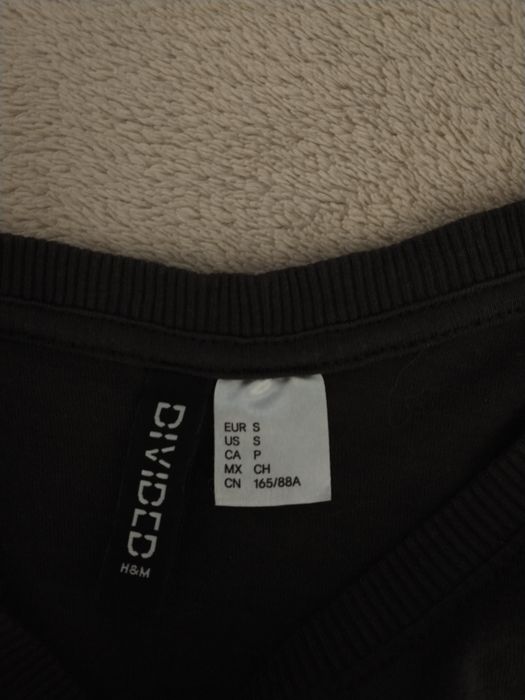 DIVIDED
H&M
EUR S
US S
CA P
MX CH
CN 165/88A